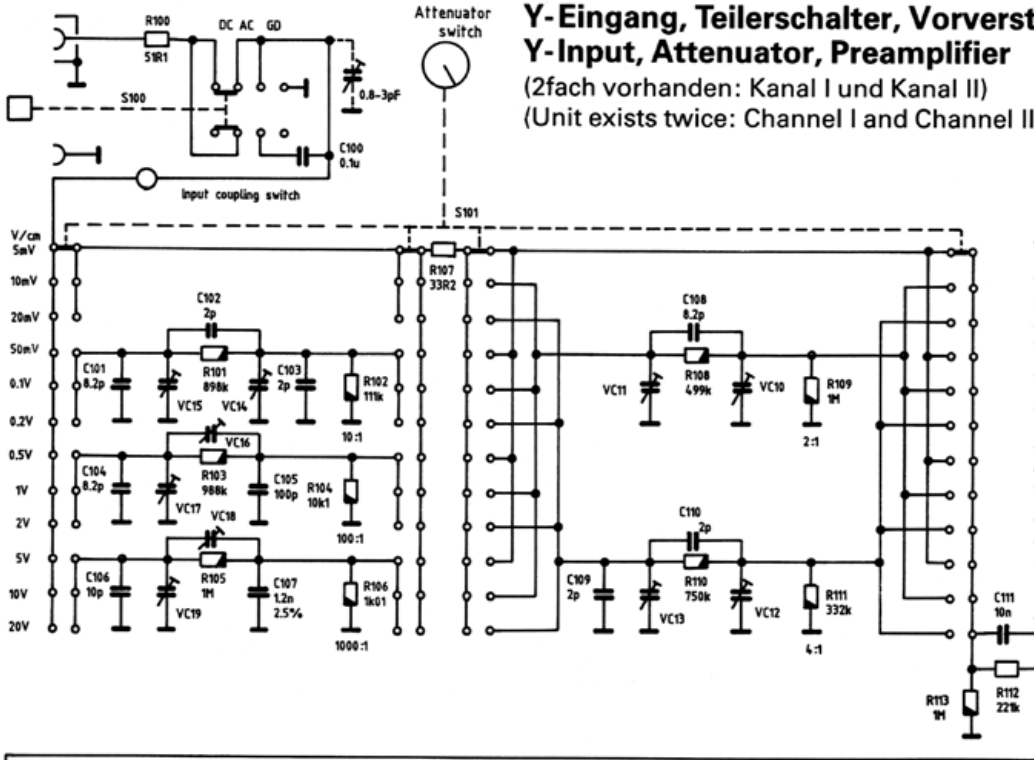 Y-Eingang, Teilerschalter, Vorverst
Y-Input, Attenuator, Preamplifier
(2fach vorhanden: Kanal I und Kanal II)
(Unit exists twice: Channel I and Channel II
Attenuator
switch
R100
51R1
DC AC GD
0.8-3pF
S100
C100
0.1u
Input coupling switch
S101
V/cm
5mV
10mV
20mV
50mV
0.1V
0.2V
0.5V
1V
2V
5V
10V
20V
R107
33R2
C102
2p
C101
8.2p
R101
898k
VC15
VC14
C103
2p
R102
111k
10:1
VC16
C104
8.2p
R103
988k
VC17
C105
100p
R104
10k1
100:1
VC18
C106
10p
R105
1M
VC19
C107
1.2n
2.5%
R106
1k01
1000:1
C108
8.2p
VC11
R108
499k
VC10
R109
1M
2:1
C110
2p
C109
2p
VC13
R110
750k
VC12
R111
332k
4:1
C111
10n
R112
221k
R113
1M